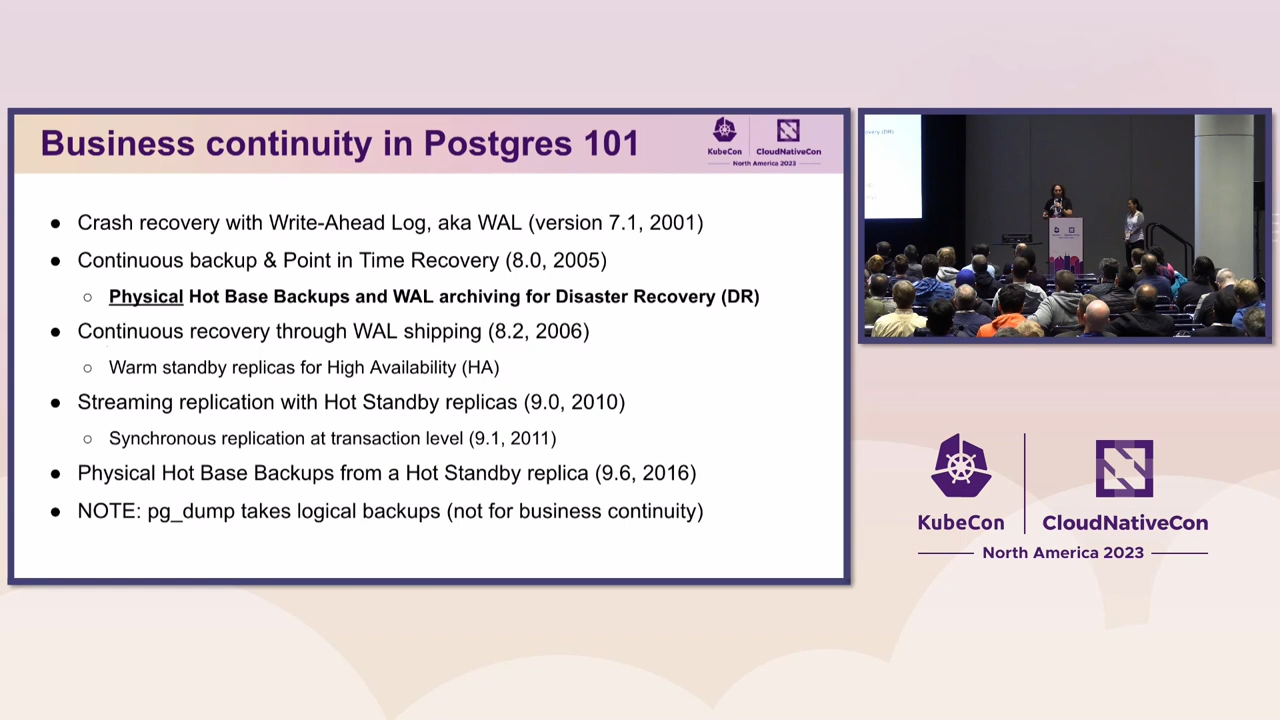 Business continuity in Postgres 101
KubeCon
CloudNativeCon
North America 2023
● Crash recovery with Write-Ahead Log, aka WAL (version 7.1, 2001)
● Continuous backup & Point in Time Recovery (8.0, 2005)
○ Physical Hot Base Backups and WAL archiving for Disaster Recovery (DR)
● Continuous recovery through WAL shipping (8.2, 2006)
○ Warm standby replicas for High Availability (HA)
● Streaming replication with Hot Standby replicas (9.0, 2010)
○ Synchronous replication at transaction level (9.1, 2011)
● Physical Hot Base Backups from a Hot Standby replica (9.6, 2016)
● NOTE: pg_dump takes logical backups (not for business continuity)
KubeCon
CloudNativeCon
North America 2023